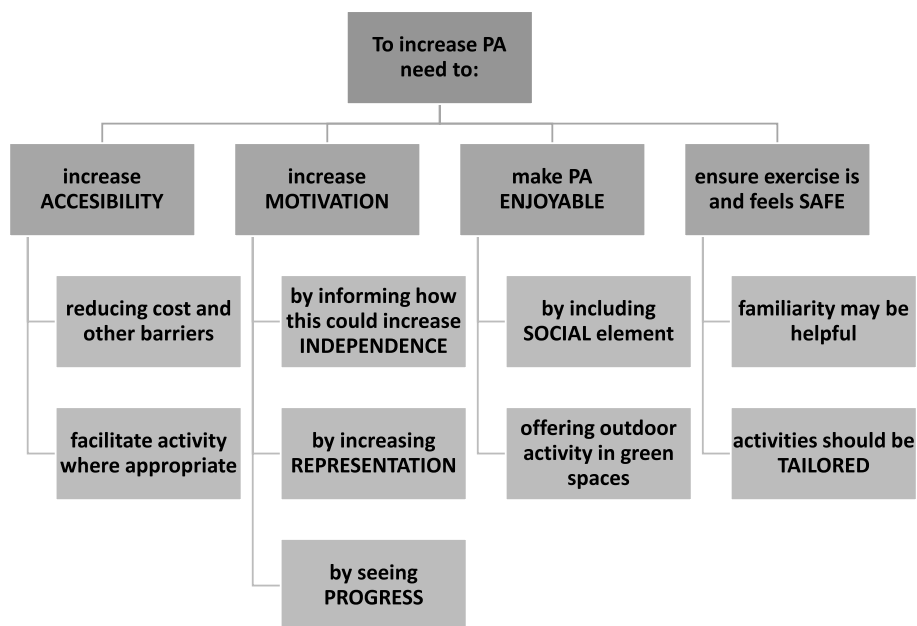 To increase PA
need to:
increase
ACCESIBILITY
reducing cost and
other barriers
facilitate activity
where appropriate
increase
MOTIVATION
by informing how
this could increase
INDEPENDENCE
by increasing
REPRESENTATION
by seeing
PROGRESS
make PA
ENJOYABLE
by including
SOCIAL element
offering outdoor
activity in green
spaces
ensure exercise is
and feels SAFE
familiarity may be
helpful
activities should be
TAILORED